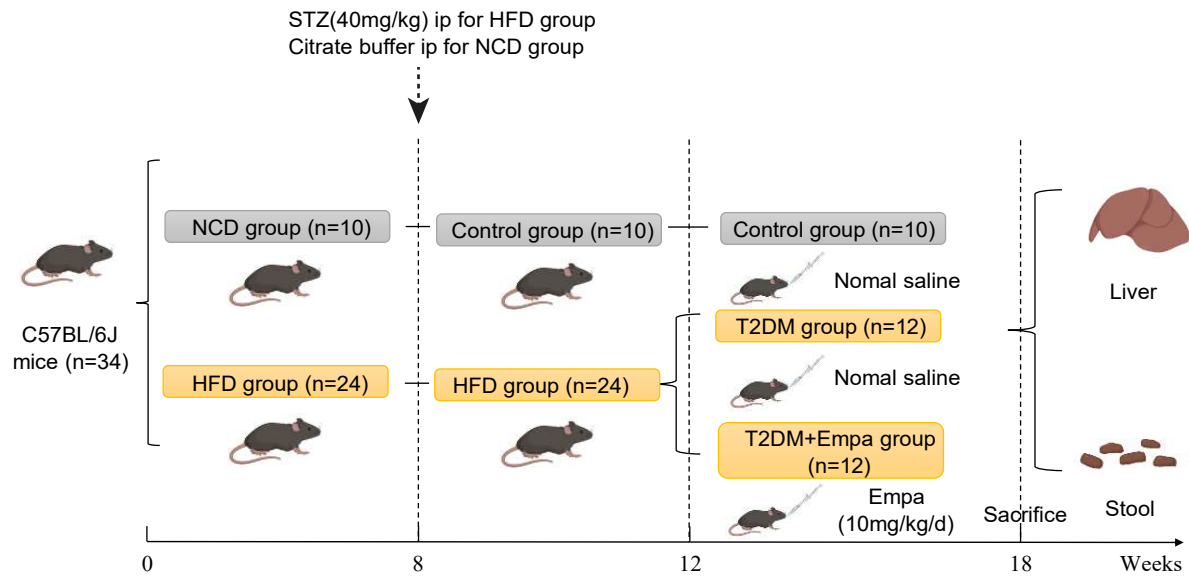 STZ(40mg/kg) ip for HFD group
Citrate buffer ip for NCD group
NCD group (n=10)
Control group (n=10)
Control group (n=10)
Nomal saline
Liver
C57BL/6J
mice (n=34)
T2DM group (n=12)
HFD group (n=24)
HFD group (n=24)
Nomal saline
T2DM+Empa group
(n=12)
Empa
(10mg/kg/d)
Sacrifice
Stool
0
8
12
18
Weeks